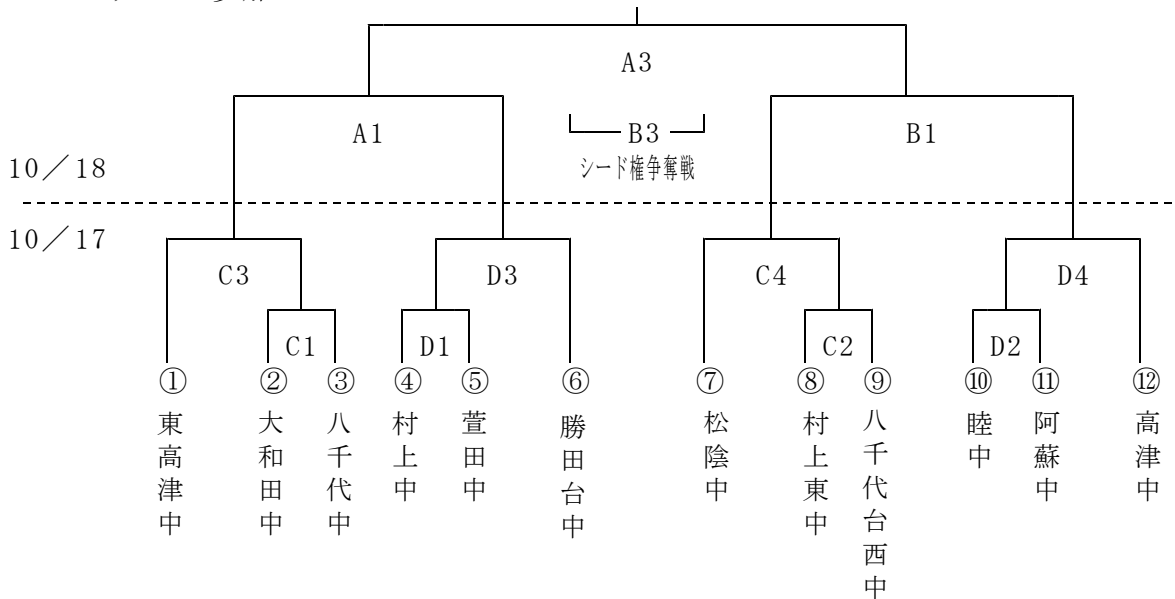 A3
A1
B3
B1
シード権争奪戦
10／18
10／17
C3
D3
C4
D4
C1
D1
C2
D2
①
②
③
④
⑤
⑥
⑦
⑧
⑨
⑩
⑪
⑫
東高津中
大和田中
八千代中
村上中
萱田中
勝田台中
松陰中
村上東中
八千代台西中
睦中
阿蘇中
高津中